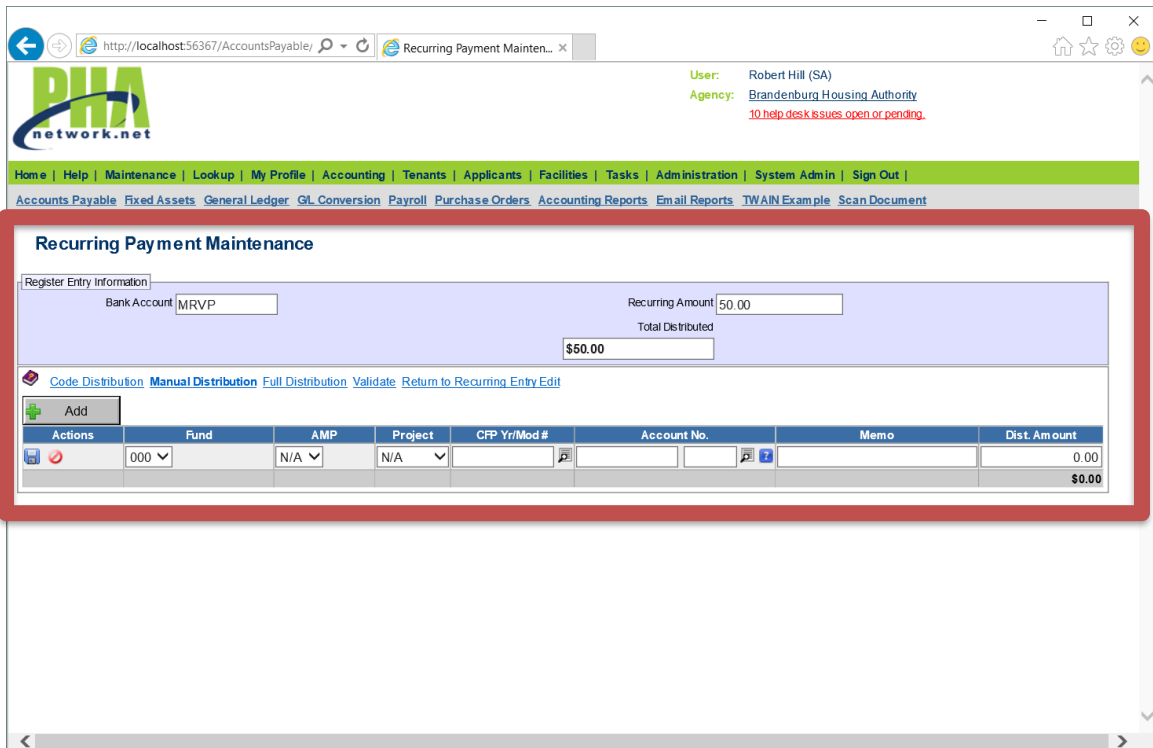 http://localhost:56367/AccountsPayable/
Recurring Payment Mainten...
PHA
network.net
User: Robert Hill (SA)
Agency: Brandenburg Housing Authority
10 help desk issues open or pending.
Home | Help | Maintenance | Lookup | My Profile | Accounting | Tenants | Applicants | Facilities | Tasks | Administration | System Admin | Sign Out |
Accounts Payable Fixed Assets General Ledger G/L Conversion Payroll Purchase Orders Accounting Reports Email Reports TWAIN Example Scan Document
Recurring Payment Maintenance
Register Entry Information
Bank Account MRVP Recurring Amount 50.00
Total Distributed
$50.00
Code Distribution Manual Distribution Full Distribution Validate Return to Recurring Entry Edit
Add
Actions Fund AMP Project CFP Yr/Mod # Account No. Memo Dist. Amount
000 N/A N/A ? 0.00
$0.00